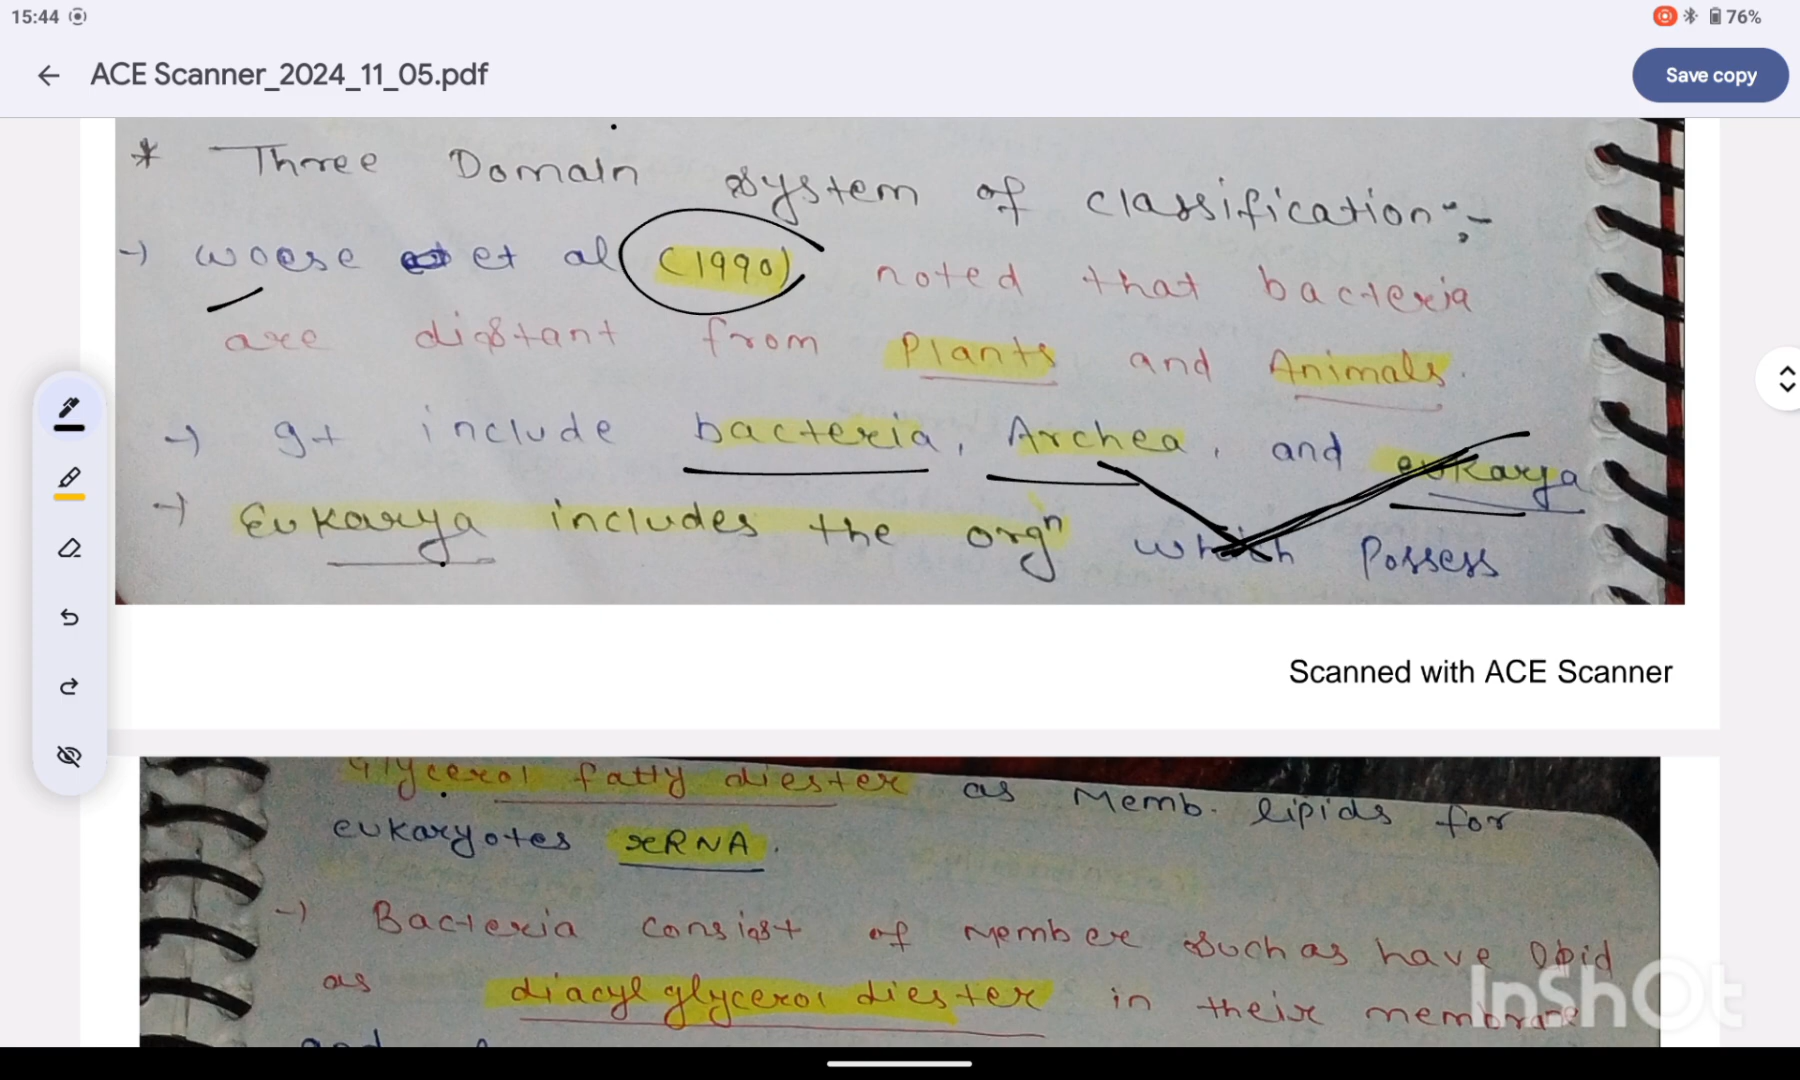 15:44
76%
ACE Scanner_2024_11_05.pdf
Save copy
* Three Domain system of classification:-
→ woese et al (1990) noted that bacteria
are distant from Plants and Animals.
→ It include bacteria, Archea, and eukarya
→ Eukarya includes the orgn which Possess
Scanned with ACE Scanner
Glycerol fatty diester as Memb. lipids for
eukaryotes rRNA.
→ Bacteria consist of Member such as have lipid
as diacyl glycerol diester in their membrane
InShOt